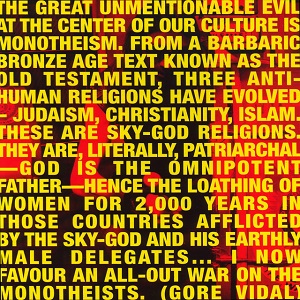 THE GREAT UNMENTIONABLE EVIL
AT THE CENTER OF OUR CULTURE IS
MONOTHEISM. FROM A BARBARIC
BRONZE AGE TEXT KNOWN AS THE
OLD TESTAMENT, THREE ANTI-
HUMAN RELIGIONS HAVE EVOLVED
– JUDAISM, CHRISTIANITY, ISLAM.
THESE ARE SKY-GOD RELIGIONS.
THEY ARE, LITERALLY, PATRIARCHAL
—GOD IS THE OMNIPOTENT
FATHER—HENCE THE LOATHING OF
WOMEN FOR 2,000 YEARS IN
THOSE COUNTRIES AFFLICTED
BY THE SKY-GOD AND HIS EARTHLY
MALE DELEGATES... I NOW
FAVOUR AN ALL-OUT WAR ON THE
MONOTHEISTS. (GORE VIDAL)